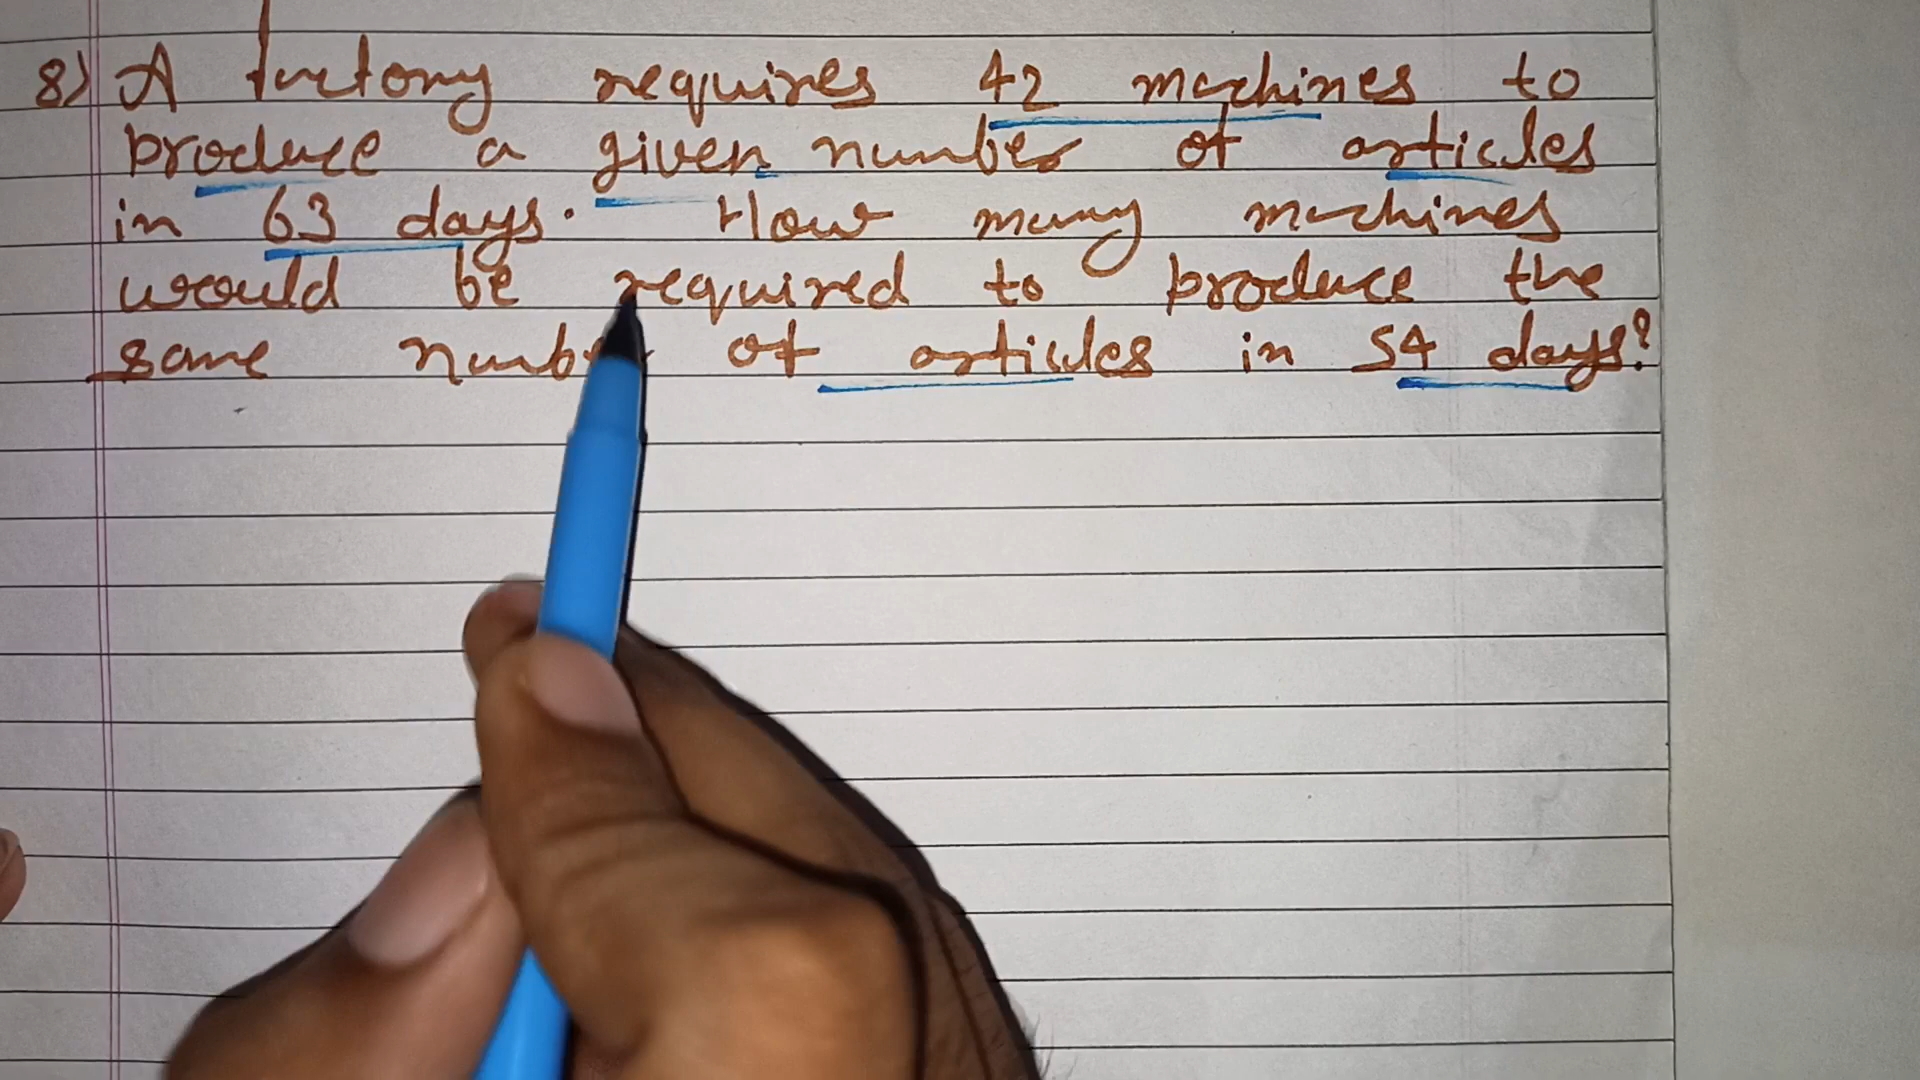 8) A factory requires 42 machines to
produce a given number of articles
in 63 days. How many machines
would be required to produce the
same number of articles in 54 days?